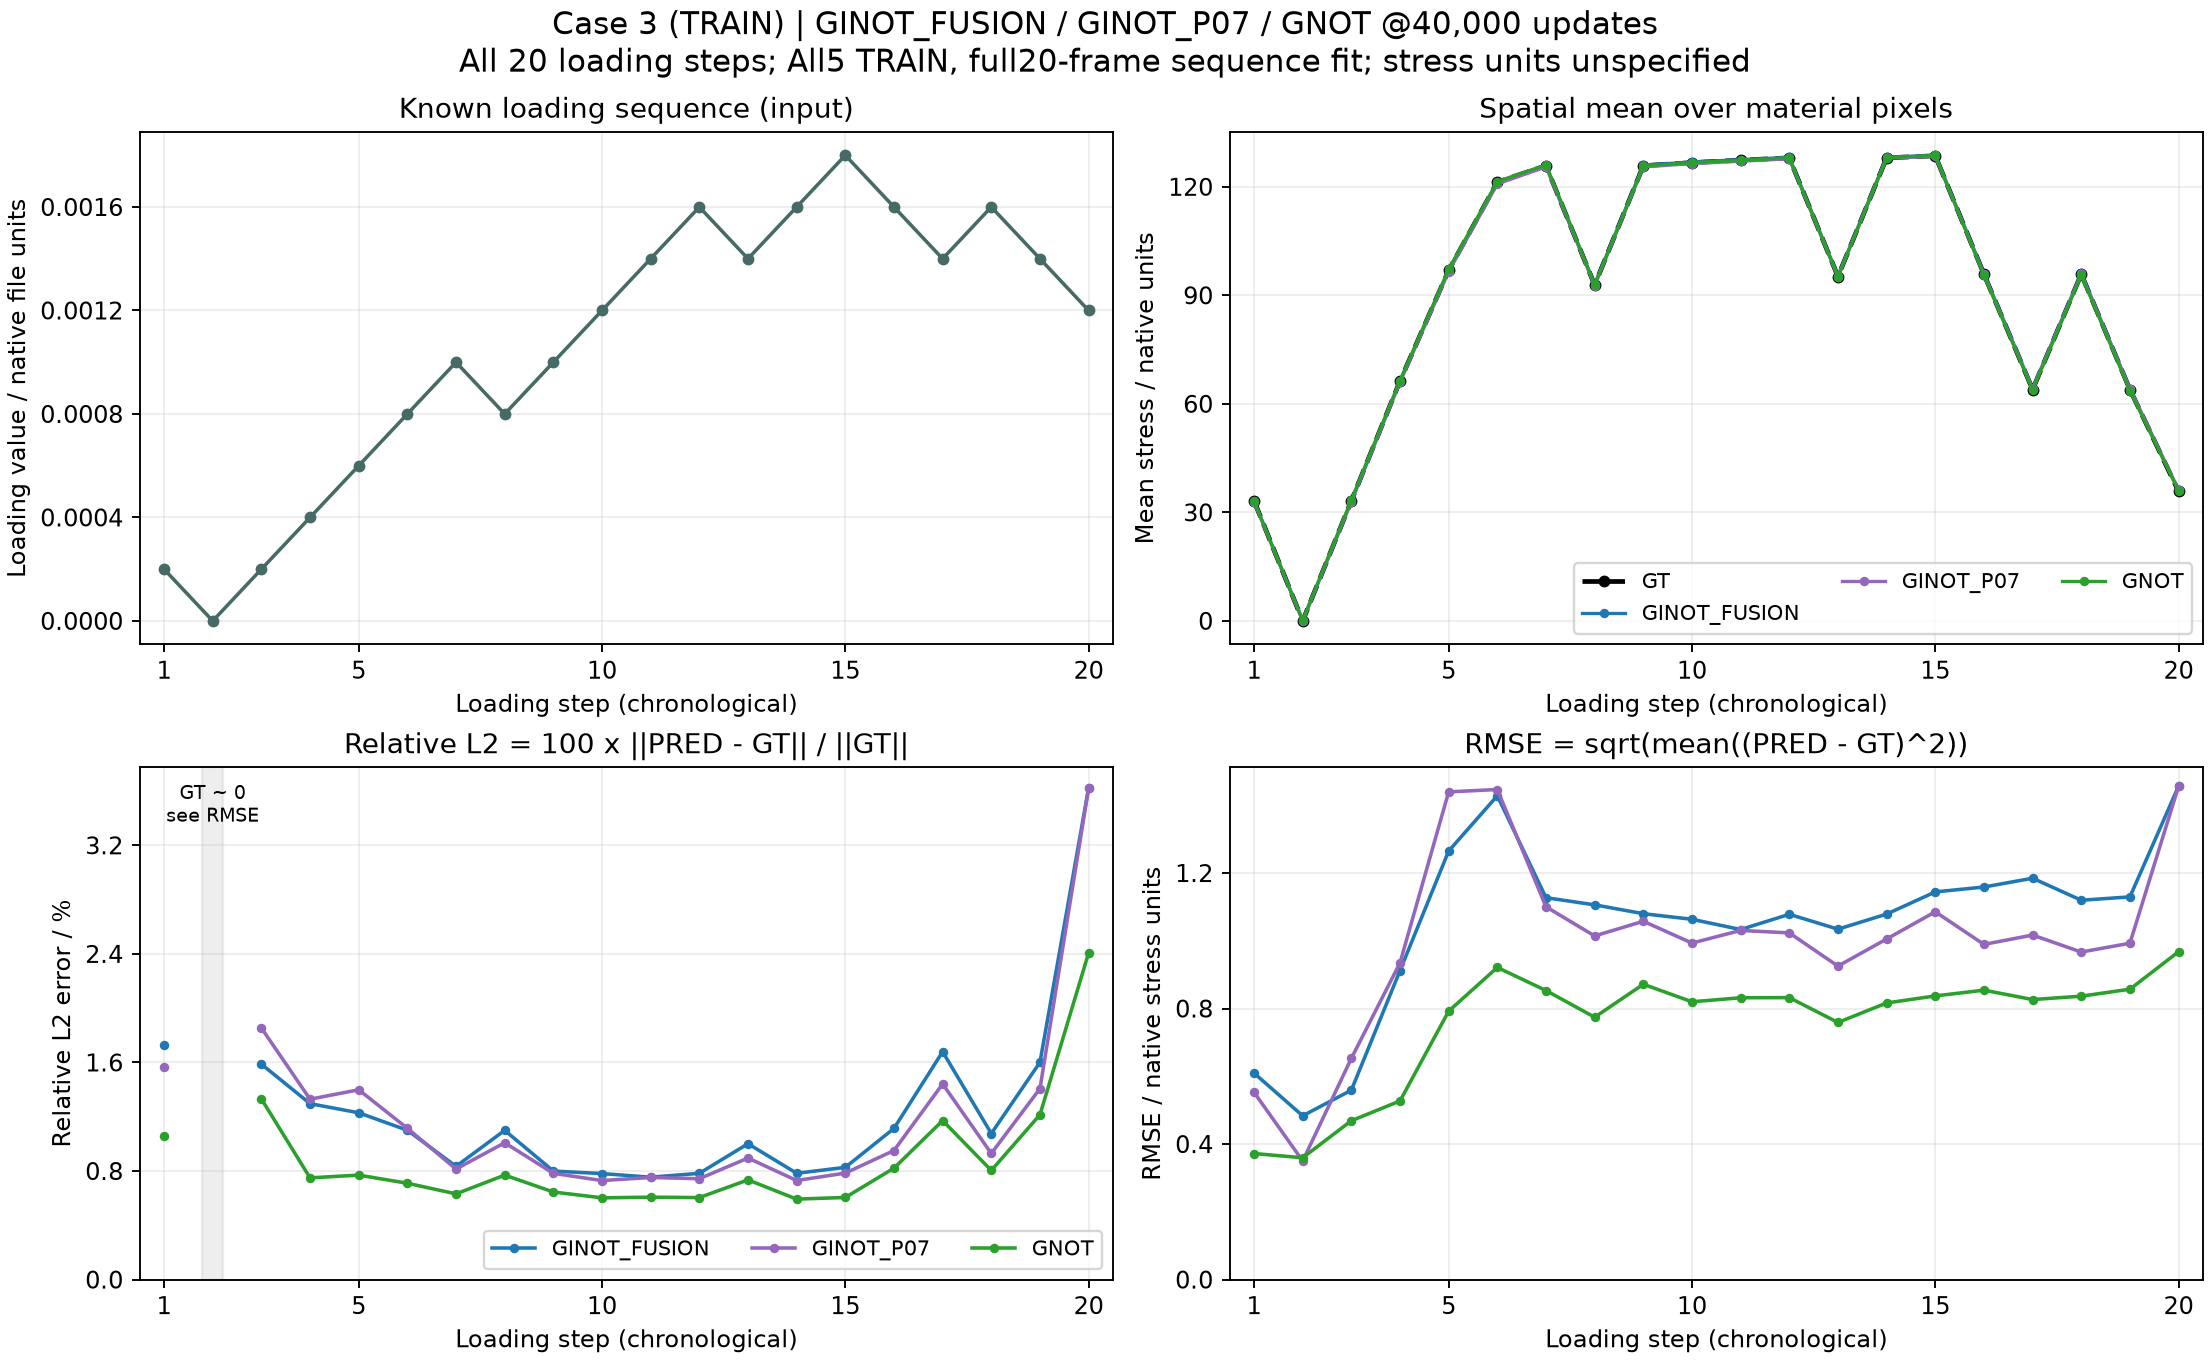 Case 3 (TRAIN) | GINOT_FUSION / GINOT_P07 / GNOT @40,000 updates
All 20 loading steps; All5 TRAIN, full20-frame sequence fit; stress units unspecified
Known loading sequence (input)
Loading value / native file units
0.0016
0.0012
0.0008
0.0004
0.0000
1
5
10
15
20
Loading step (chronological)
Spatial mean over material pixels
Mean stress / native units
120
90
60
30
0
GT
GINOT_FUSION
GINOT_P07
GNOT
1
5
10
15
20
Loading step (chronological)
Relative L2 = 100 x ||PRED - GT|| / ||GT||
Relative L2 error / %
GT ~ 0
see RMSE
3.2
2.4
1.6
0.8
0.0
GINOT_FUSION
GINOT_P07
GNOT
1
5
10
15
20
Loading step (chronological)
RMSE = sqrt(mean((PRED - GT)^2))
RMSE / native stress units
1.2
0.8
0.4
0.0
1
5
10
15
20
Loading step (chronological)